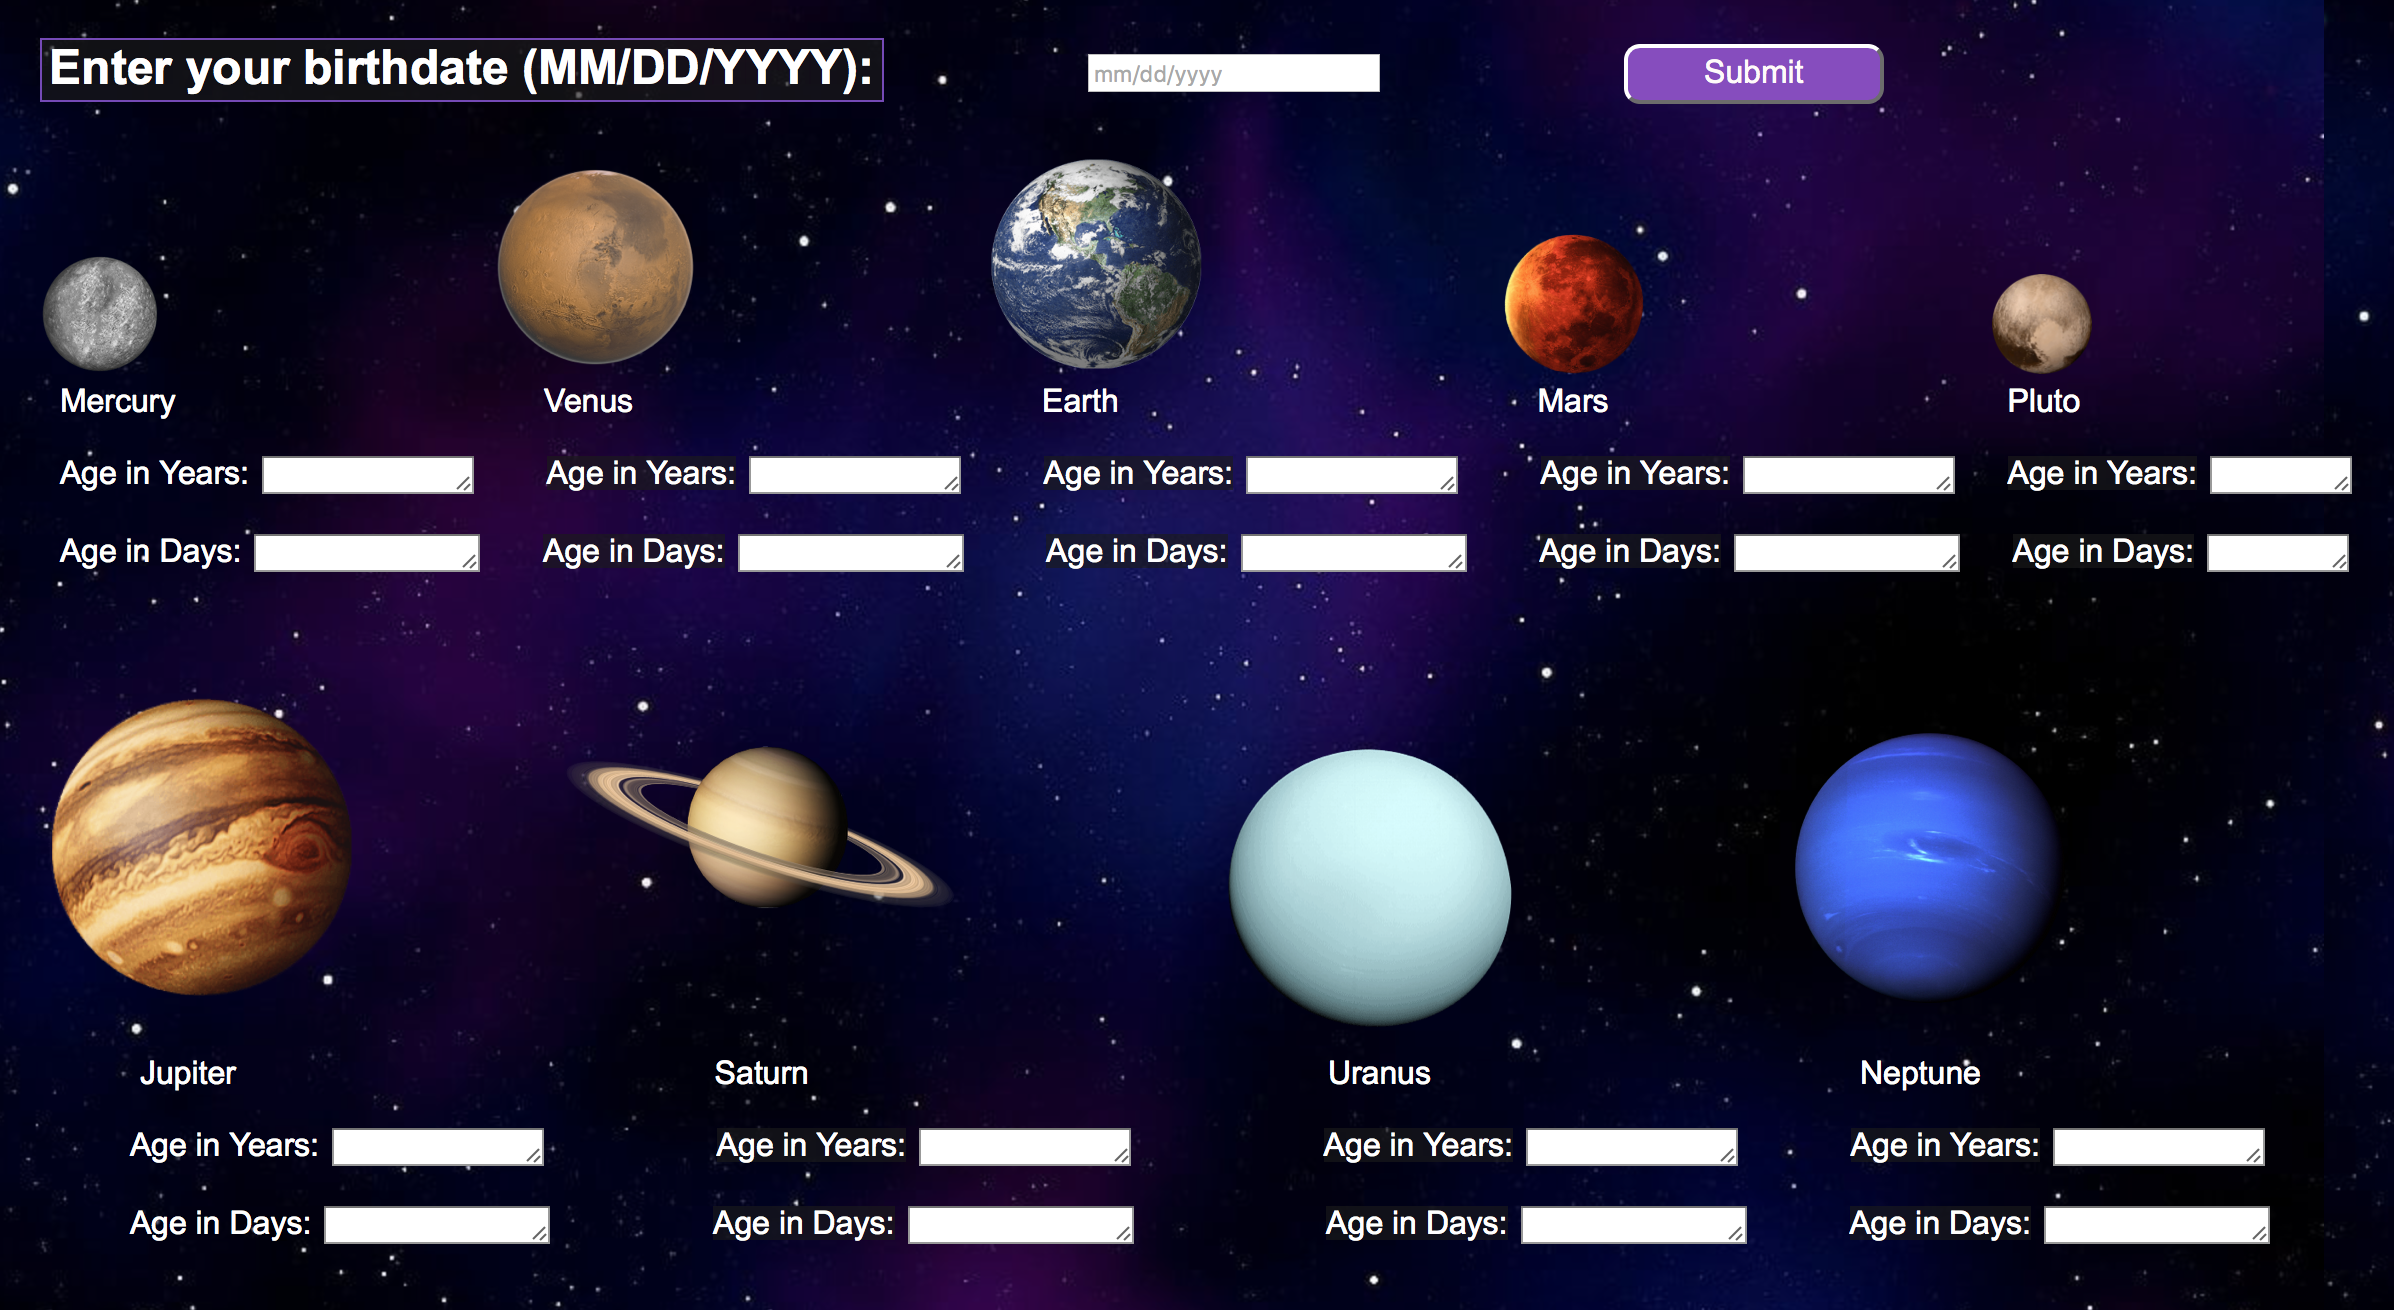 Enter your birthdate (MM/DD/YYYY): mm/dd/yyyy Submit
Mercury Venus Earth Mars Pluto
Age in Years: Age in Years: Age in Years: Age in Years: Age in Years:
Age in Days: Age in Days: Age in Days: Age in Days: Age in Days:
Jupiter Saturn Uranus Neptune
Age in Years: Age in Years: Age in Years: Age in Years:
Age in Days: Age in Days: Age in Days: Age in Days: